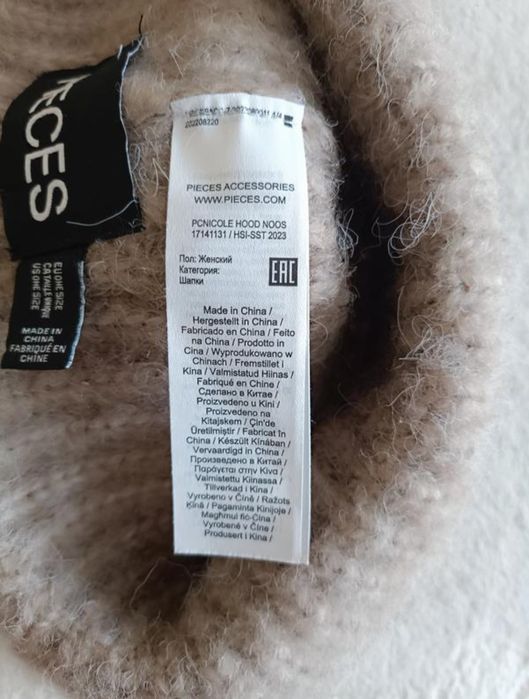 PIECES
EU ONE SIZE
CA TAILLE UNIQUE
US ONE SIZE
MADE IN
CHINA
FABRIQUÉ EN
CHINE
202208220
PIECES ACCESSORIES
WWW.PIECES.COM
PCNICOLE HOOD NOOS
17141131 / HSI-SST 2023
Пол: Женский
Категория:
Шапки
EAC
Made in China /
Hergestellt in China /
Fabricado en China / Feito
na China / Prodotto in
Cina / Wyprodukowano w
Chinach / Fremstillet i
Kina / Valmistatud Hiinas /
Fabriqué en Chine /
Сделано в Китае /
Proizvedeno u Kini /
Proizvedeno na
Kitajskem / Çin'de
Üretilmiştir / Fabricat în
China / Készült Kínában /
Vervaardigd in China /
Произведено в Китай /
Παράγεται στην Κίνα /
Valmistettu Kiinassa /
Tillverkad i Kina /
Vyrobeno v Číně / Ražots
Ķīnā / Pagaminta Kinijoje /
Magħmul fiċ-Ċina /
Vyrobené v Číne /
Produsert i Kina /